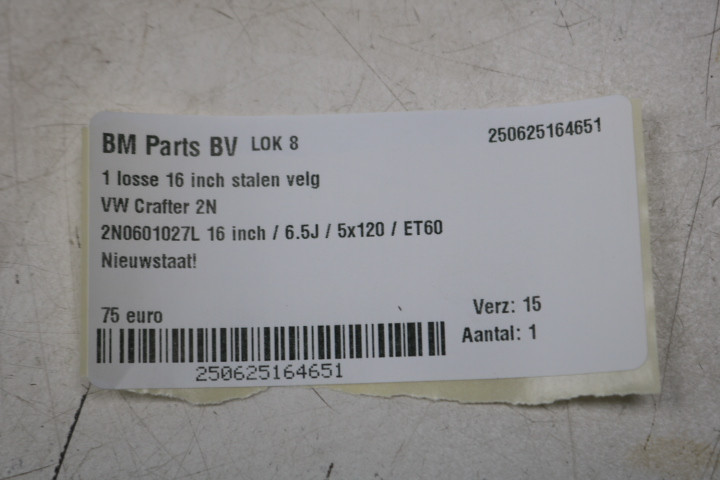 BM Parts BV LOK 8 250625164651
1 losse 16 inch stalen velg
VW Crafter 2N
2N0601027L 16 inch / 6.5J / 5x120 / ET60
Nieuwstaat!
75 euro Verz: 15
Aantal: 1
250625164651